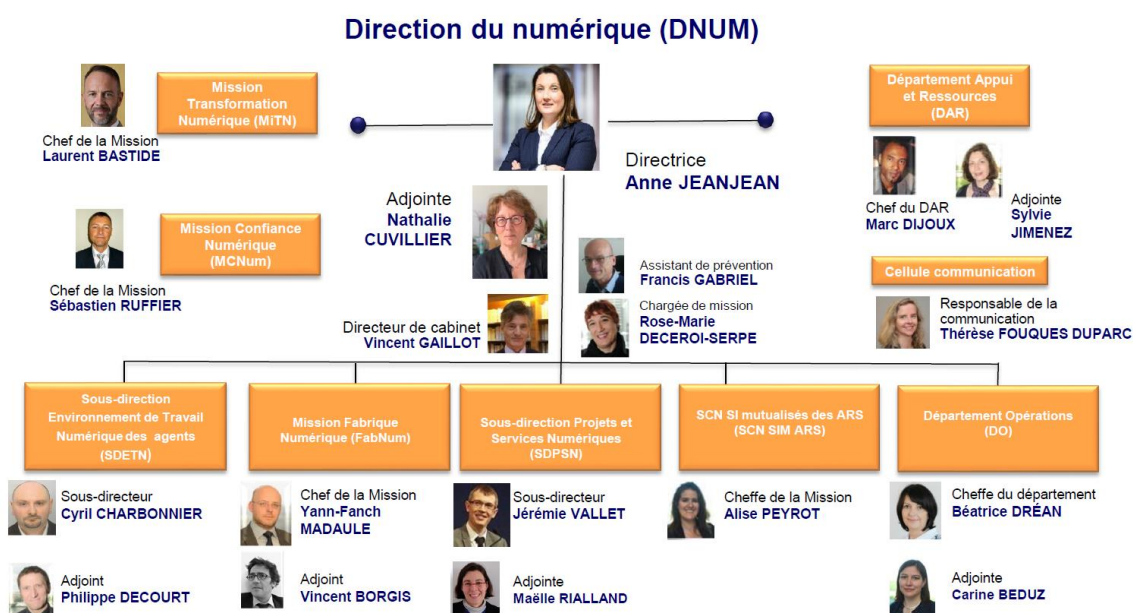 Direction du numérique (DNUM)
Mission
Transformation
Numérique (MiTN)
Chef de la Mission
Laurent BASTIDE
Mission Confiance
Numérique
(MCNum)
Chef de la Mission
Sébastien RUFFIER
Directrice
Anne JEANJEAN
Adjointe
Nathalie
CUVILLIER
Directeur de cabinet
Vincent GAILLOT
Assistant de prévention
Francis GABRIEL
Chargée de mission
Rose-Marie
DECEROI-SERPE
Département Appui
et Ressources
(DAR)
Chef du DAR
Marc DIJOUX
Adjointe
Sylvie
JIMENEZ
Cellule communication
Responsable de la
communication
Thérèse FOUQUES DUPARC
Sous-direction
Environnement de Travail
Numérique des agents
(SDETN)
Sous-directeur
Cyril CHARBONNIER
Adjoint
Philippe DECOURT
Mission Fabrique
Numérique (FabNum)
Chef de la Mission
Yann-Fanch
MADAULE
Adjoint
Vincent BORGIS
Sous-direction Projets et
Services Numériques
(SDPSN)
Sous-directeur
Jérémie VALLET
Adjointe
Maëlle RIALLAND
SCN SI mutualisés des ARS
(SCN SIM ARS)
Cheffe de la Mission
Alise PEYROT
Département Opérations
(DO)
Cheffe du département
Béatrice DRÉAN
Adjointe
Carine BEDUZ